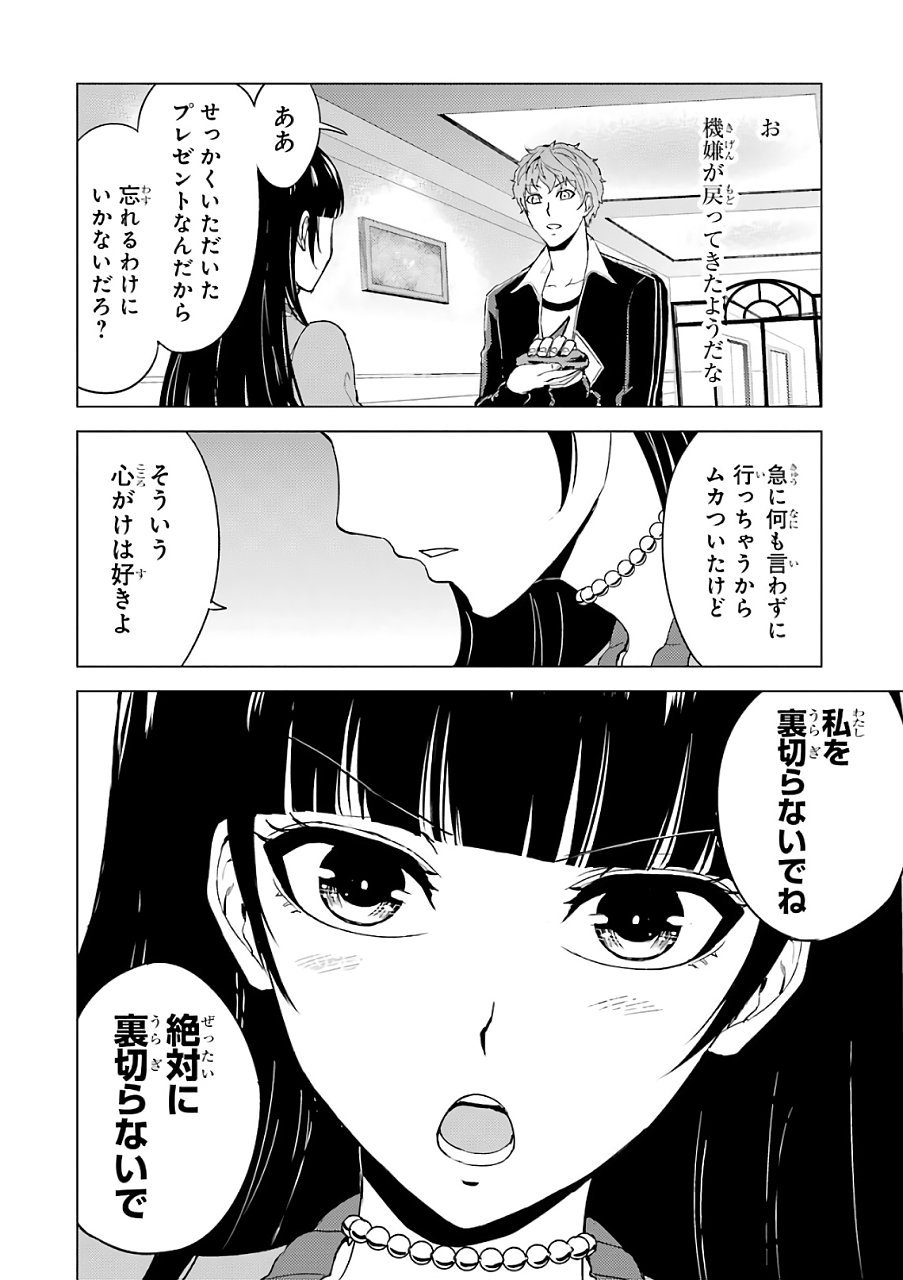 お
機嫌が戻ってきたようだな
ああ
せっかくいただいた
プレゼントなんだから
忘れるわけに
いかないだろ？
急に何も言わずに
行っちゃうから
ムカついたけど
そういう
心がけは好きよ
私を
裏切らないでね
絶対に
裏切らないで